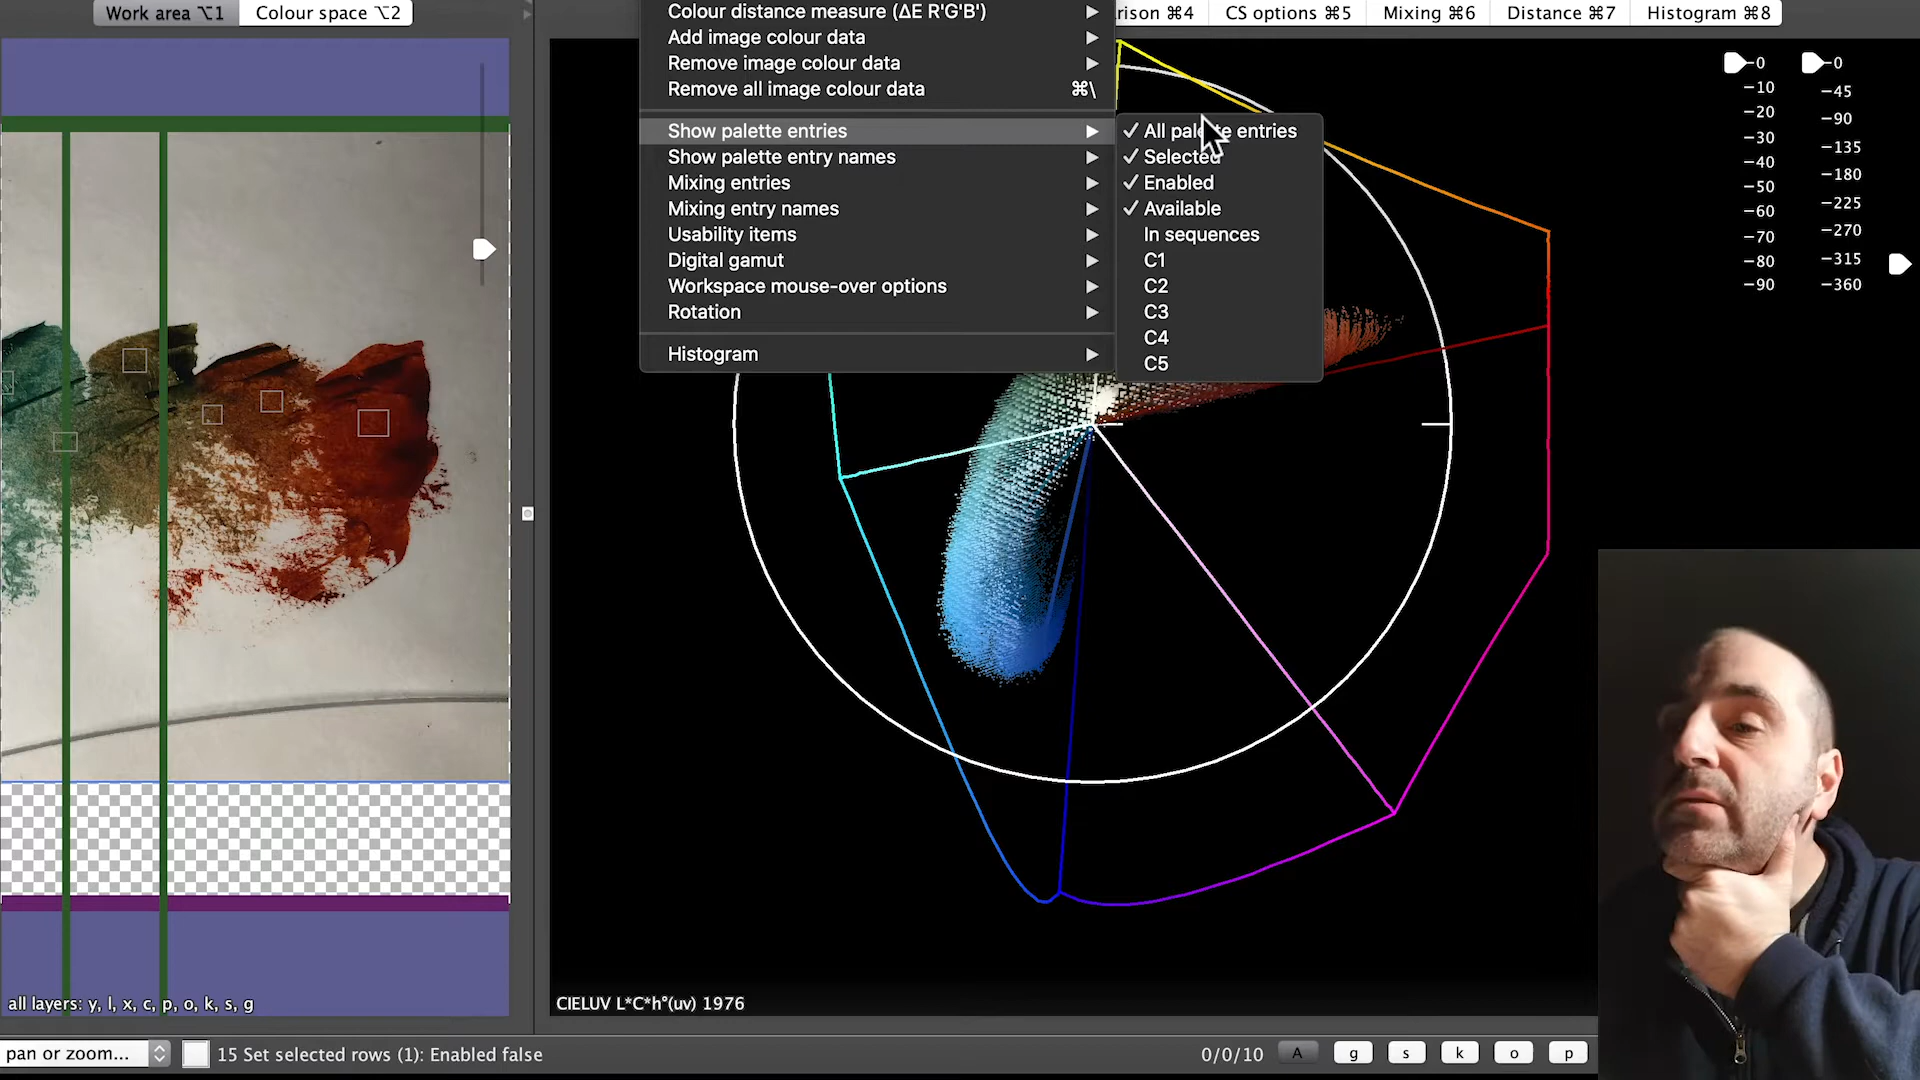 Work area ⌥1
Colour space ⌥2
Colour distance measure (ΔE R'G'B') ▶
rison ⌘4
CS options ⌘5
Mixing ⌘6
Distance ⌘7
Histogram ⌘8
Add image colour data ▶
Remove image colour data ▶
Remove all image colour data ⌘\
Show palette entries ▶
Show palette entry names ▶
Mixing entries ▶
Mixing entry names ▶
Usability items ▶
Digital gamut ▶
Workspace mouse-over options ▶
Rotation ▶
Histogram ▶
✓ All palette entries
✓ Selected
✓ Enabled
✓ Available
In sequences
C1
C2
C3
C4
C5
0
-10
-20
-30
-40
-50
-60
-70
-80
-90
0
-45
-90
-135
-180
-225
-270
-315
-360
all layers: y, l, x, c, p, o, k, s, g
CIELUV L*C*h°(uv) 1976
pan or zoom...
15 Set selected rows (1): Enabled false
0/0/10
A
g
s
k
o
p